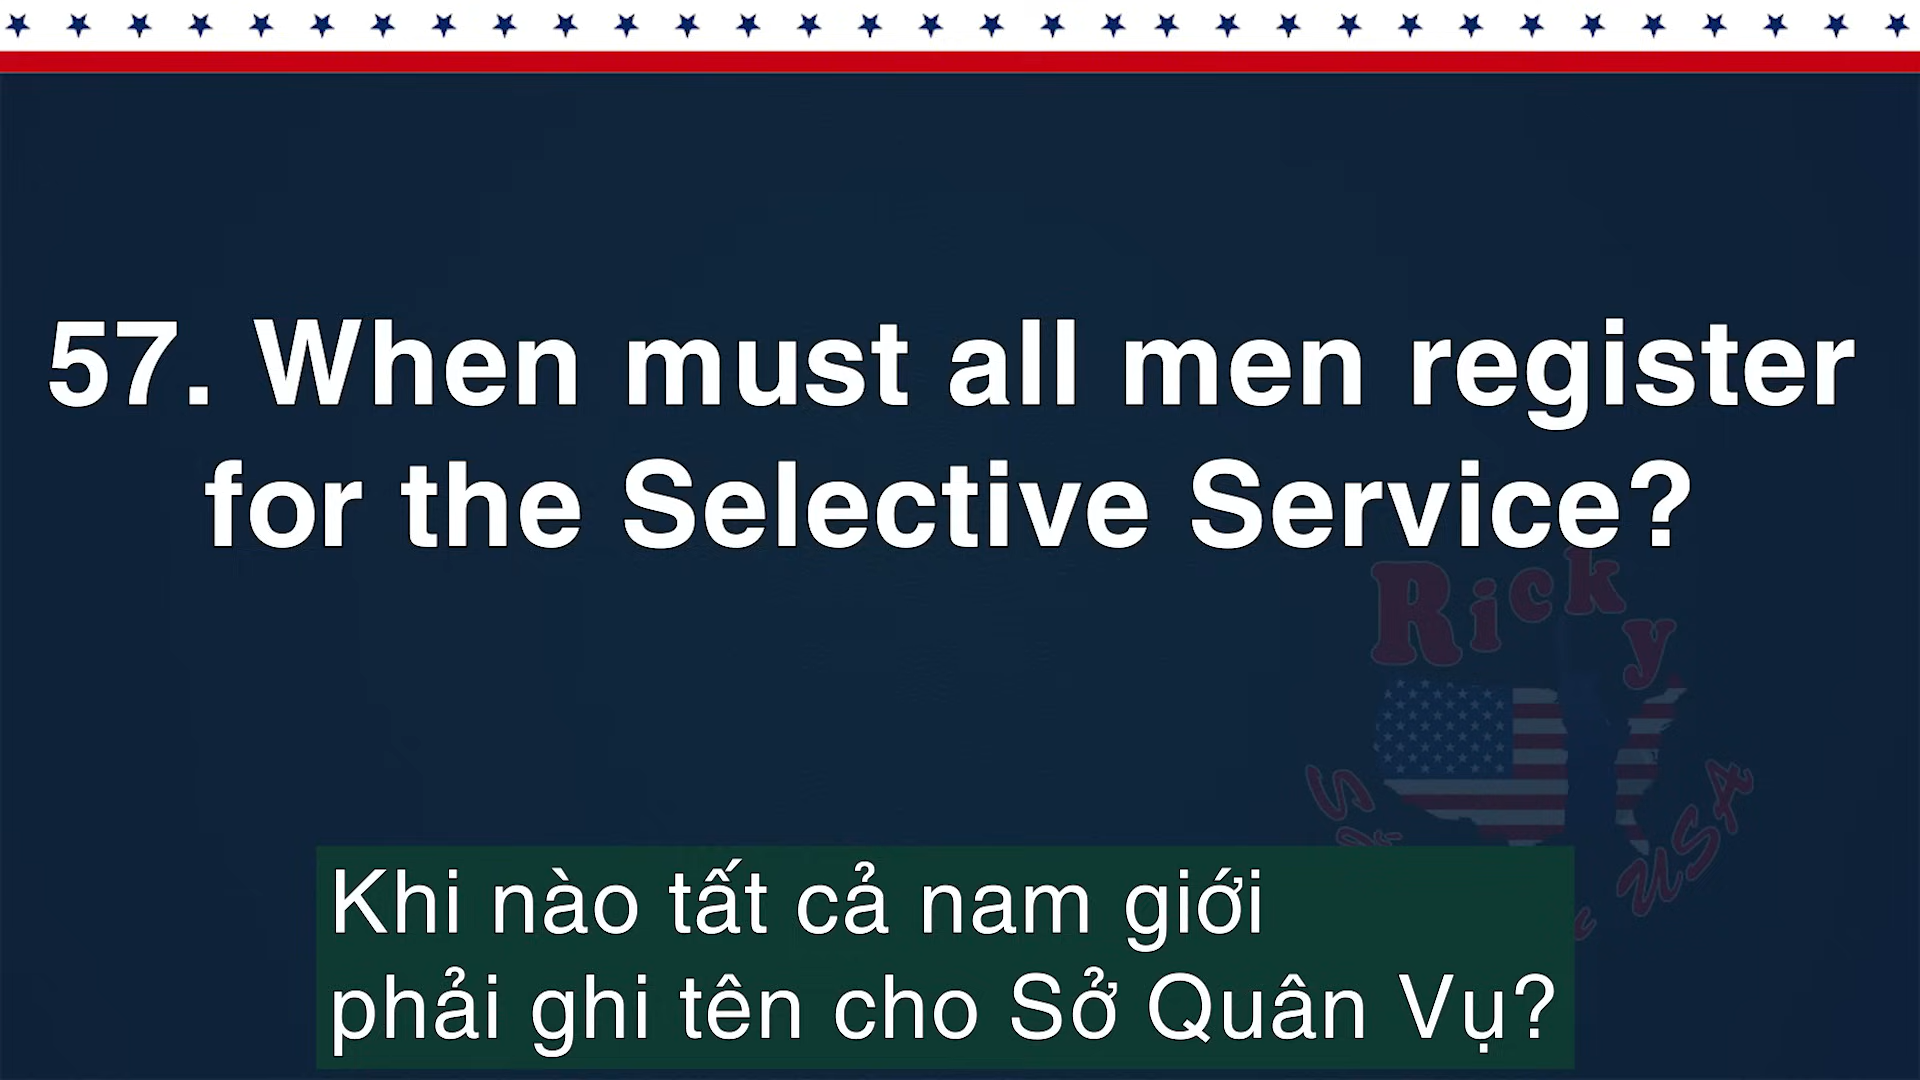 57. When must all men register
for the Selective Service?
Ricky
USA
Khi nào tất cả nam giới
phải ghi tên cho Sở Quân Vụ?